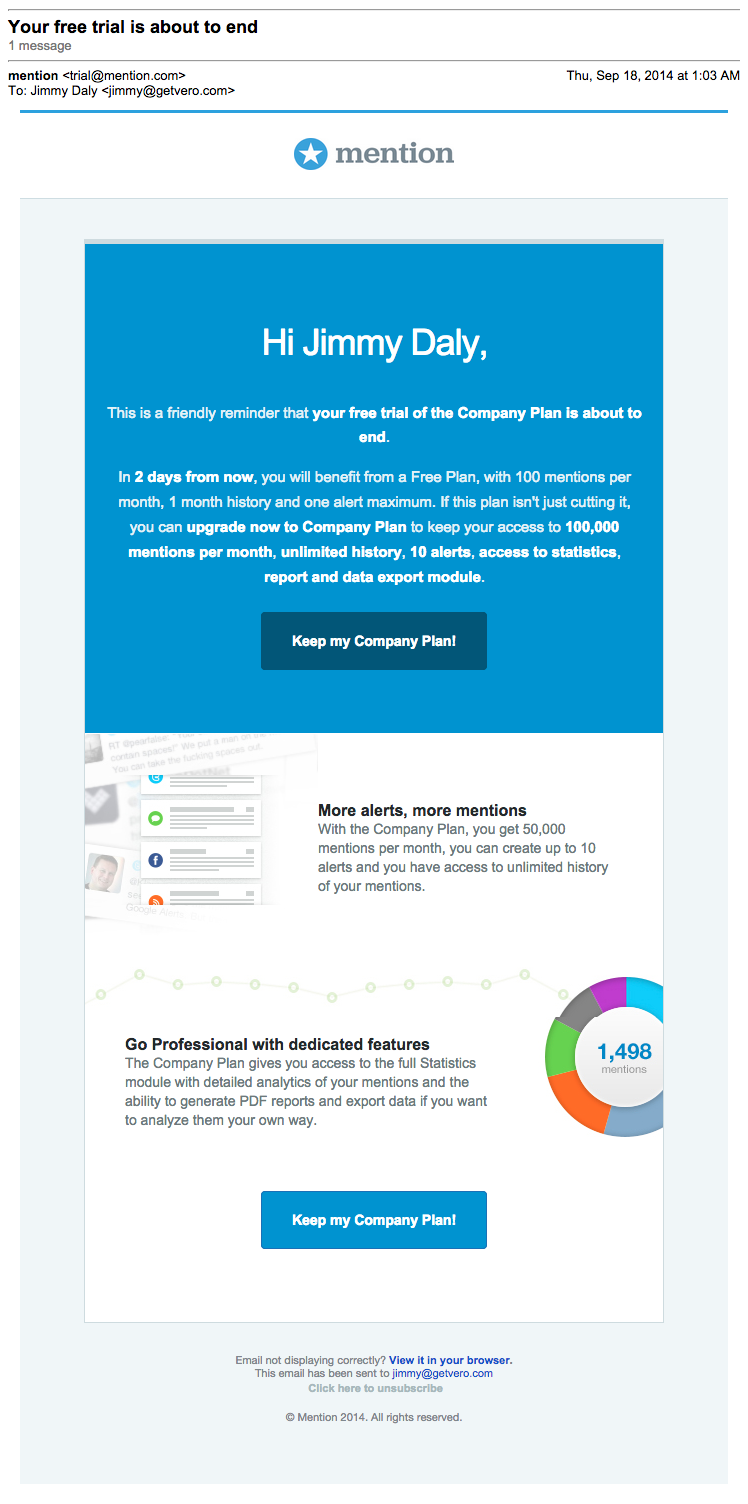 Your free trial is about to end
1 message
mention <trial@mention.com>
Thu, Sep 18, 2014 at 1:03 AM
To: Jimmy Daly <jimmy@getvero.com>
mention
Hi Jimmy Daly,
This is a friendly reminder that your free trial of the Company Plan is about to
end.
In 2 days from now, you will benefit from a Free Plan, with 100 mentions per
month, 1 month history and one alert maximum. If this plan isn't just cutting it,
you can upgrade now to Company Plan to keep your access to 100,000
mentions per month, unlimited history, 10 alerts, access to statistics,
report and data export module.
Keep my Company Plan!
RT @yearfalse: "We put a man on the
contain spaces!" We put a man on the
You can take the fucking spaces out.
Google Alerts
More alerts, more mentions
With the Company Plan, you get 50,000
mentions per month, you can create up to 10
alerts and you have access to unlimited history
of your mentions.
1,498
mentions
Go Professional with dedicated features
The Company Plan gives you access to the full Statistics
module with detailed analytics of your mentions and the
ability to generate PDF reports and export data if you want
to analyze them your own way.
Keep my Company Plan!
Email not displaying correctly? View it in your browser.
This email has been sent to jimmy@getvero.com
Click here to unsubscribe
© Mention 2014. All rights reserved.